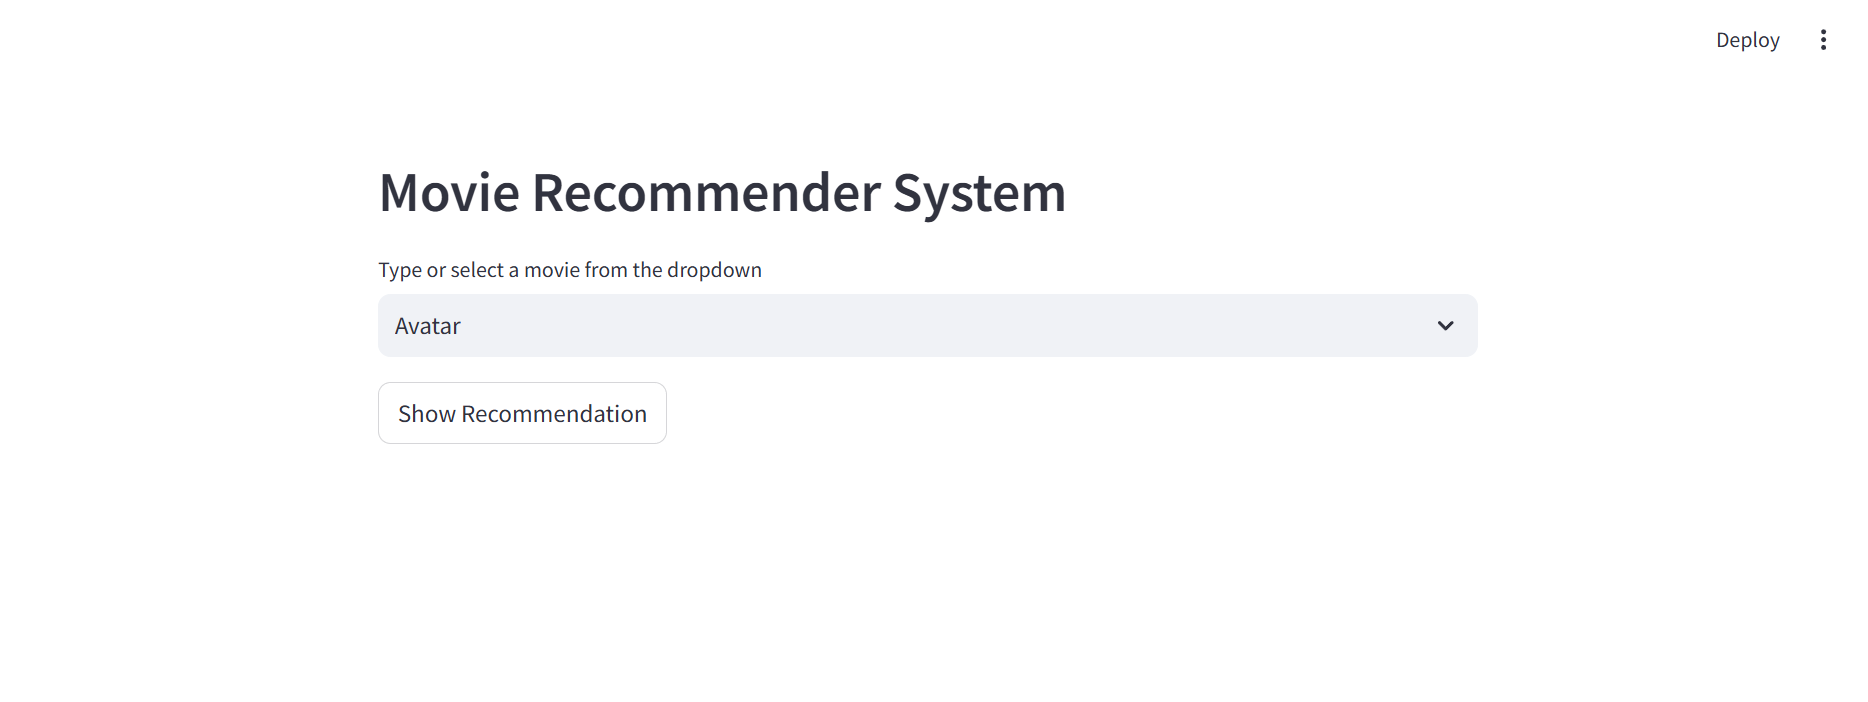 Deploy
Movie Recommender System
Type or select a movie from the dropdown
Avatar
Show Recommendation